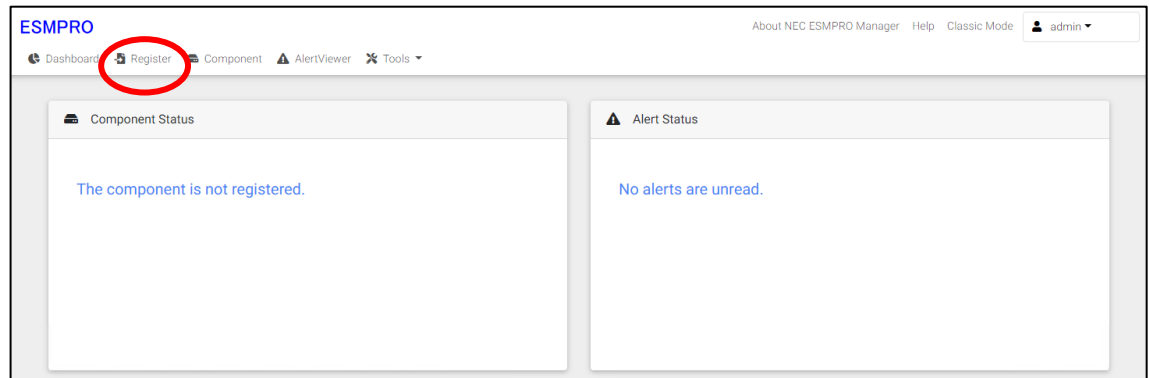 ESMPRO
About NEC ESMPRO Manager Help Classic Mode admin
Dashboard Register Component AlertViewer Tools
Component Status
Alert Status
The component is not registered.
No alerts are unread.